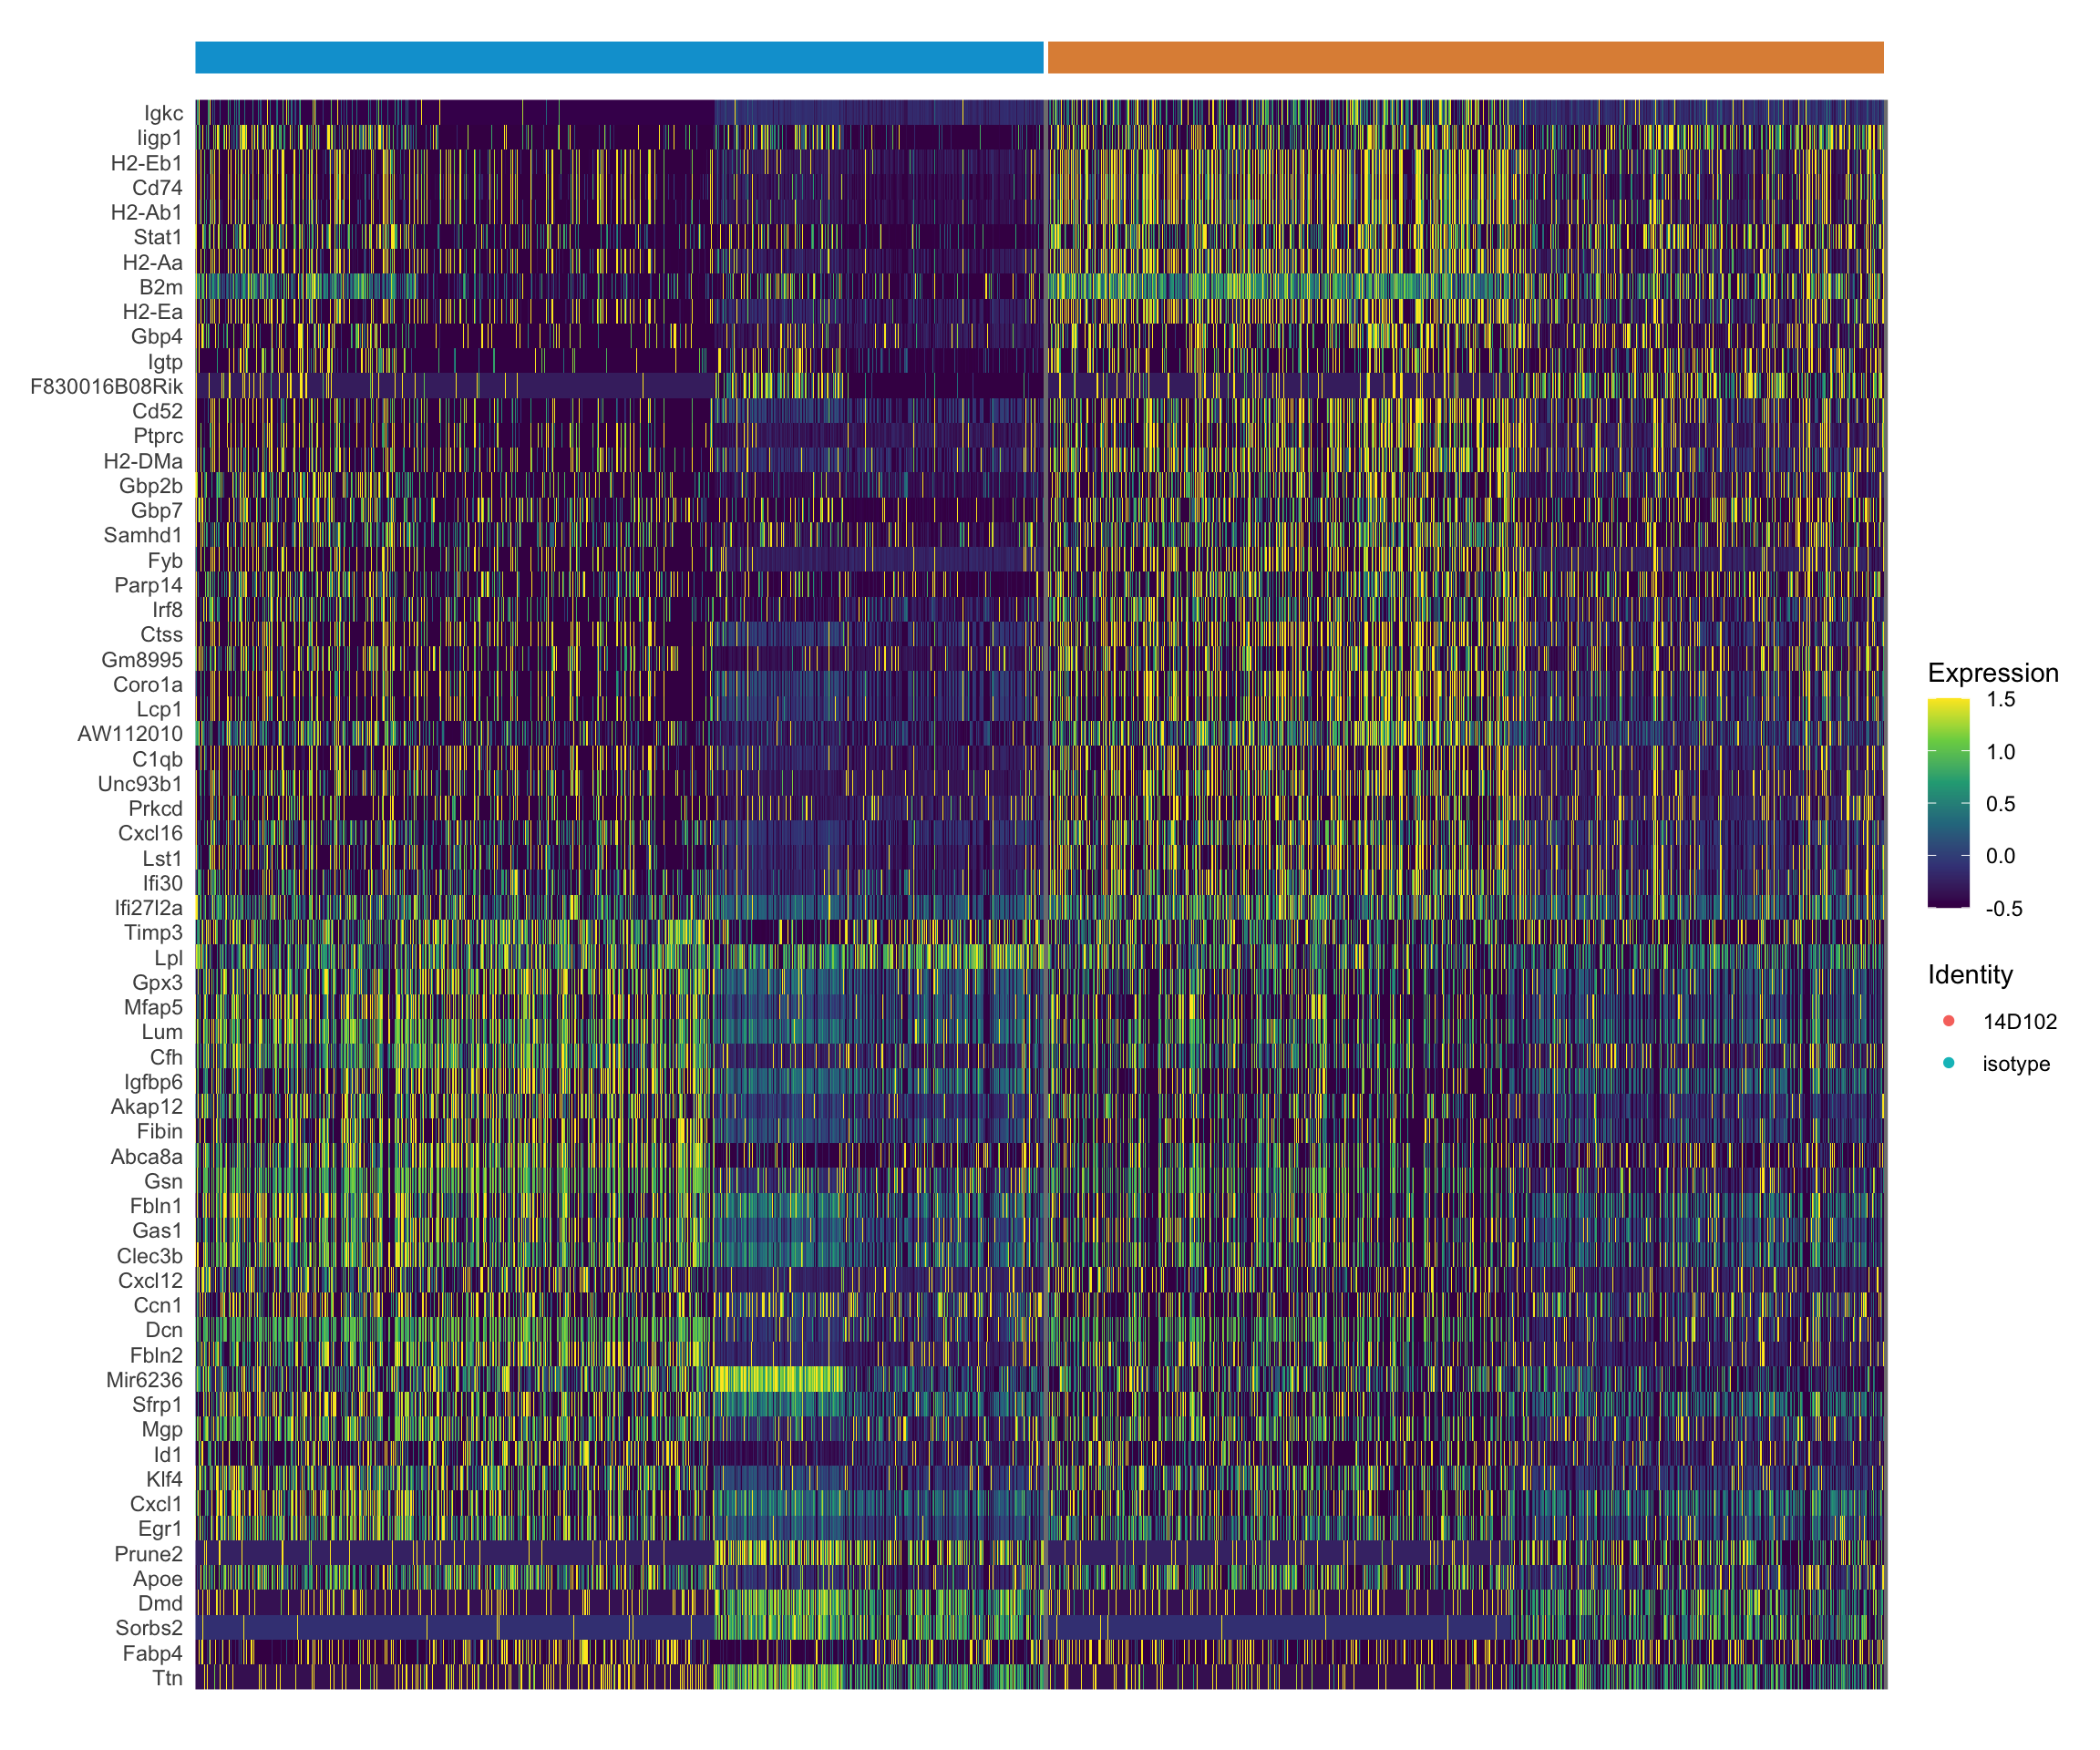 Igkc
Iigp1
H2-Eb1
Cd74
H2-Ab1
Stat1
H2-Aa
B2m
H2-Ea
Gbp4
Igtp
F830016B08Rik
Cd52
Ptprc
H2-DMa
Gbp2b
Gbp7
Samhd1
Fyb
Parp14
Irf8
Ctss
Gm8995
Coro1a
Lcp1
AW112010
C1qb
Unc93b1
Prkcd
Cxcl16
Lst1
Ifi30
Ifi27l2a
Timp3
Lpl
Gpx3
Mfap5
Lum
Cfh
Igfbp6
Akap12
Fibin
Abca8a
Gsn
Fbln1
Gas1
Clec3b
Cxcl12
Ccn1
Dcn
Fbln2
Mir6236
Sfrp1
Mgp
Id1
Klf4
Cxcl1
Egr1
Prune2
Apoe
Dmd
Sorbs2
Fabp4
Ttn
Expression
1.5
1.0
0.5
0.0
-0.5
Identity
14D102
isotype